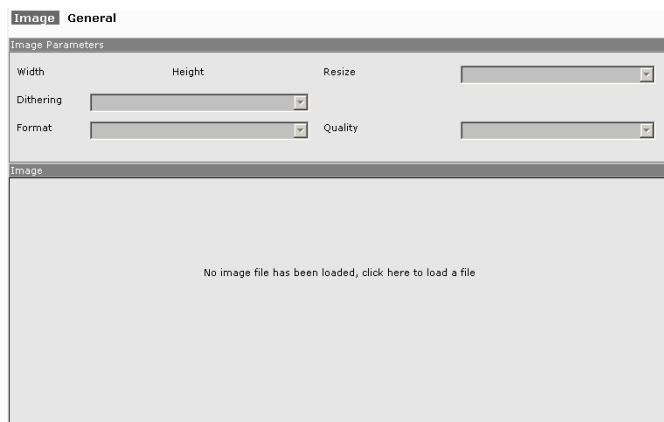 Image General
Image Parameters
Width Height Resize
Dithering
Format Quality
Image
No image file has been loaded, click here to load a file